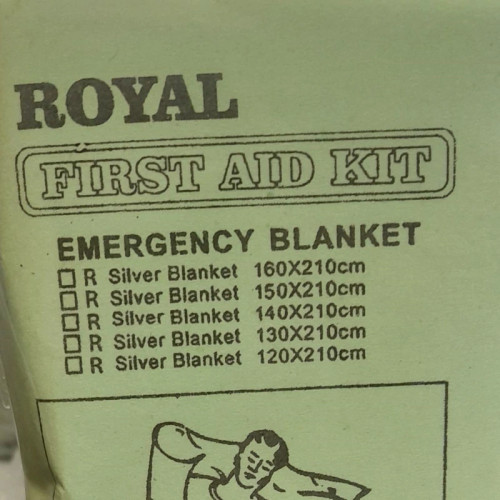 ROYAL
FIRST AID KIT
EMERGENCY BLANKET
☐ R Silver Blanket 160X210cm
☐ R Silver Blanket 150X210cm
☐ R Silver Blanket 140X210cm
☐ R Silver Blanket 130X210cm
☐ R Silver Blanket 120X210cm